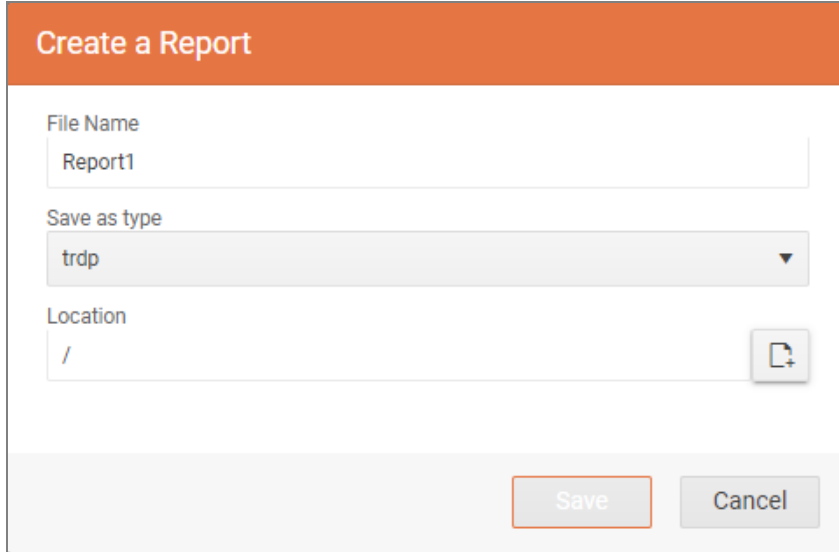 Create a Report
File Name
Report1
Save as type
trdp
Location
/
Save
Cancel